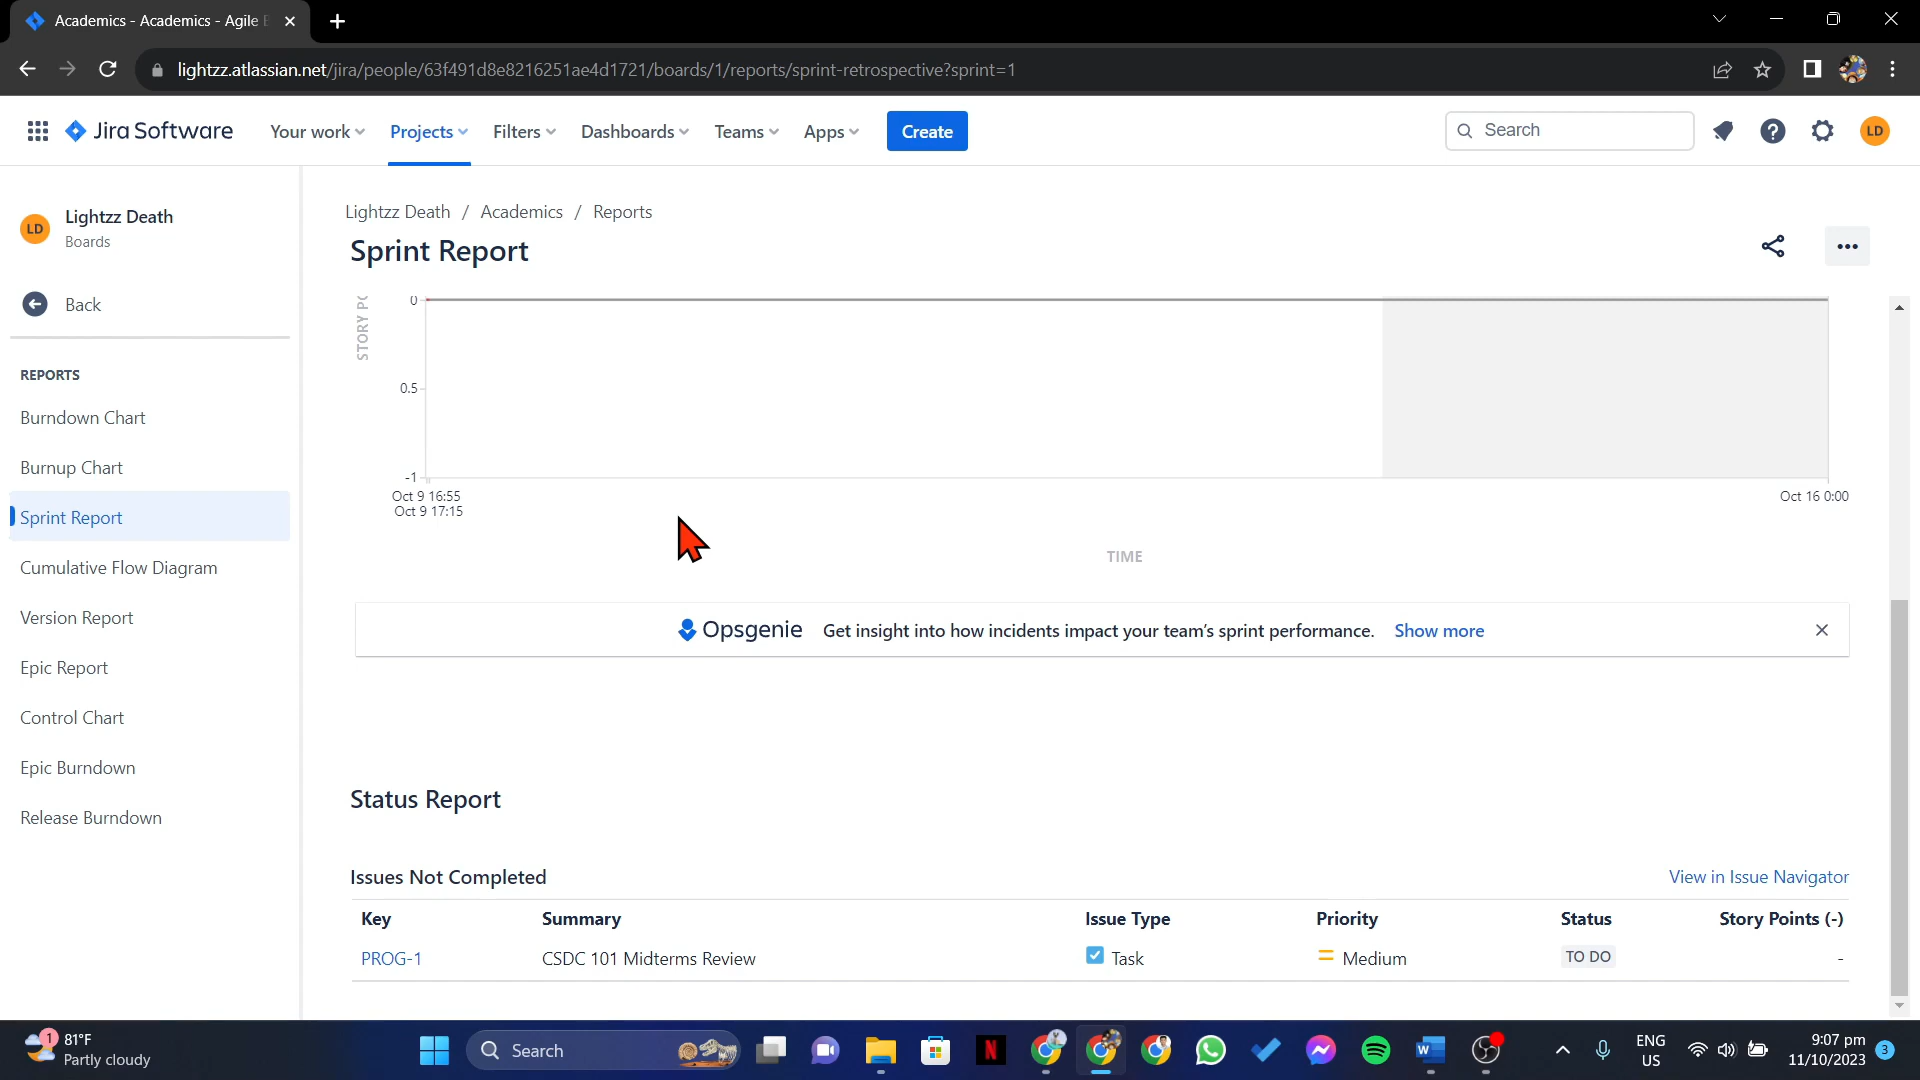 Academics - Academics - Agile
lightzz.atlassian.net/jira/people/63f491d8e8216251ae4d1721/boards/1/reports/sprint-retrospective?sprint=1
Jira Software
Your work
Projects
Filters
Dashboards
Teams
Apps
Create
Search
LD
LD
Lightzz Death
Boards
Back
REPORTS
Burndown Chart
Burnup Chart
Sprint Report
Cumulative Flow Diagram
Version Report
Epic Report
Control Chart
Epic Burndown
Release Burndown
Lightzz Death / Academics / Reports
Sprint Report
STORY
0
0.5
-1
Oct 9 16:55
Oct 9 17:15
Oct 16 0:00
TIME
Opsgenie Get insight into how incidents impact your team's sprint performance. Show more
Status Report
Issues Not Completed
View in Issue Navigator
Key Summary Issue Type Priority Status Story Points (-)
PROG-1 CSDC 101 Midterms Review Task Medium TO DO -
1
81°F
Partly cloudy
Search
ENG
US
9:07 pm
11/10/2023
3